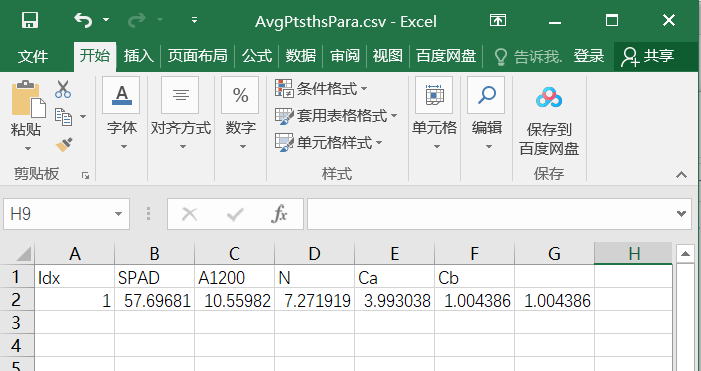 AvgPtsthsPara.csv - Excel
文件 开始 插入 页面布局 公式 数据 审阅 视图 百度网盘 告诉我. 登录 共享
粘贴 字体 对齐方式 % 数字 条件格式 套用表格格式 单元格样式 单元格 编辑 保存到 百度网盘
剪贴板 样式 保存
H9 fx
A B C D E F G H
1 Idx SPAD A1200 N Ca Cb
2 1 57.69681 10.55982 7.271919 3.993038 1.004386 1.004386
3
4
5